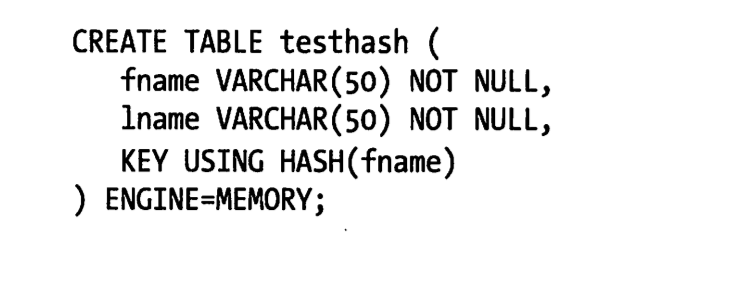 CREATE TABLE testhash (
fname VARCHAR(50) NOT NULL,
lname VARCHAR(50) NOT NULL,
KEY USING HASH(fname)
) ENGINE=MEMORY;